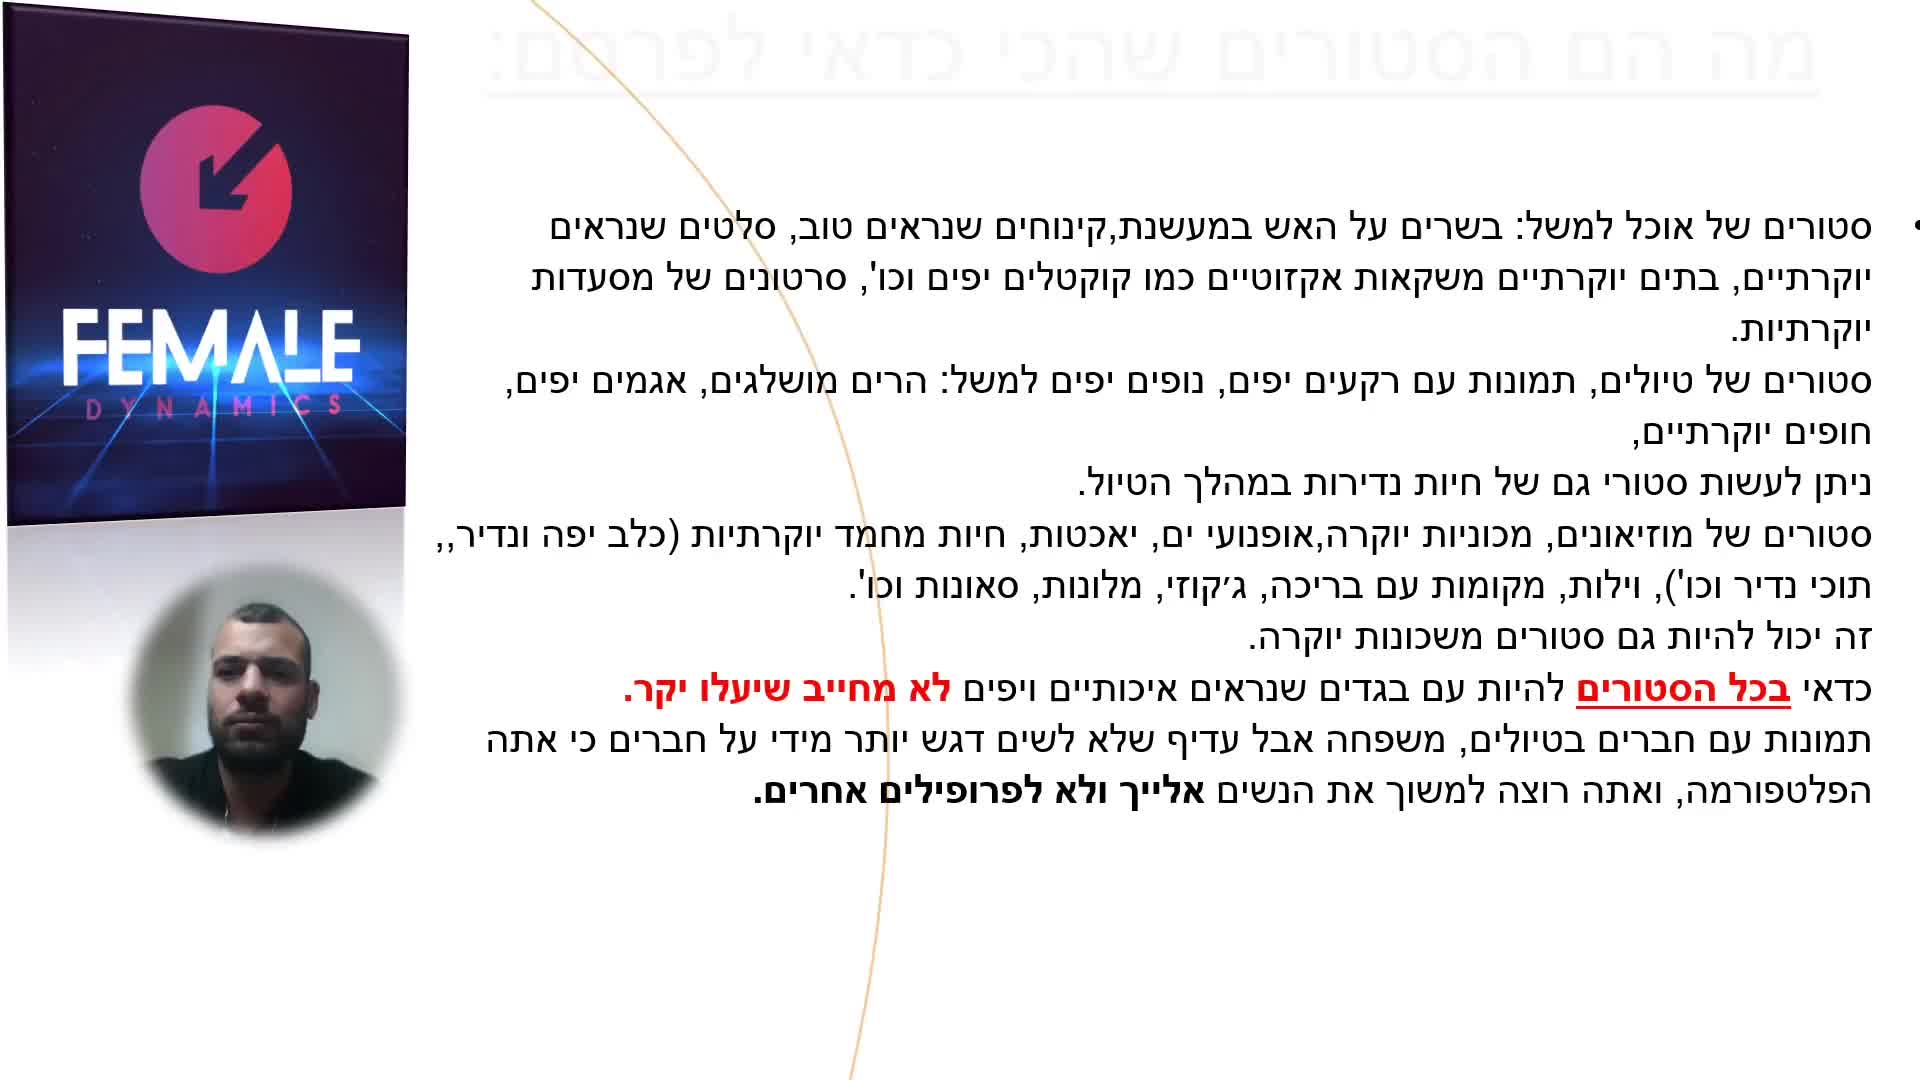 מה הם הסטורים שהכי כדאי לפרסם:
FEMALE
DYNAMICS
• סטורים של אוכל למשל: בשרים על האש במעשנת,קינוחים שנראים טוב, סלטים שנראים
יוקרתיים, בתים יוקרתיים משקאות אקזוטיים כמו קוקטלים יפים וכו', סרטונים של מסעדות
יוקרתיות.
סטורים של טיולים, תמונות עם רקעים יפים, נופים יפים למשל: הרים מושלגים, אגמים יפים,
חופים יוקרתיים,
ניתן לעשות סטורי גם של חיות נדירות במהלך הטיול.
סטורים של מוזיאונים, מכוניות יוקרה,אופנועי ים, יאכטות, חיות מחמד יוקרתיות (כלב יפה ונדיר,,
תוכי נדיר וכו'), וילות, מקומות עם בריכה, ג׳קוזי, מלונות, סאונות וכו'.
זה יכול להיות גם סטורים משכונות יוקרה.
כדאי בכל הסטורים להיות עם בגדים שנראים איכותיים ויפים לא מחייב שיעלו יקר.
תמונות עם חברים בטיולים, משפחה אבל עדיף שלא לשים דגש יותר מידי על חברים כי אתה
הפלטפורמה, ואתה רוצה למשוך את הנשים אלייך ולא לפרופילים אחרים.